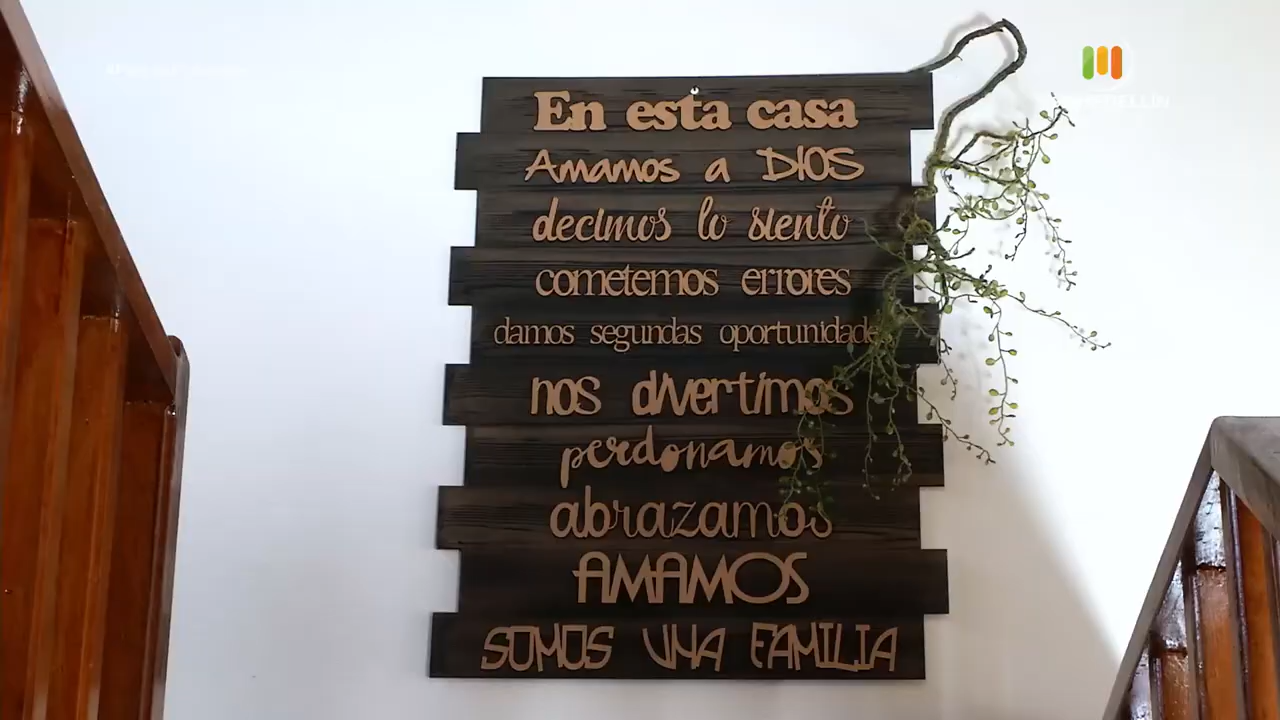 En esta casa
Amamos a DIOS
decimos lo siento
cometemos errores
damos segundas oportunidades
nos divertimos
perdonamos
abrazamos
AMAMOS
SOMOS UNA FAMILIA